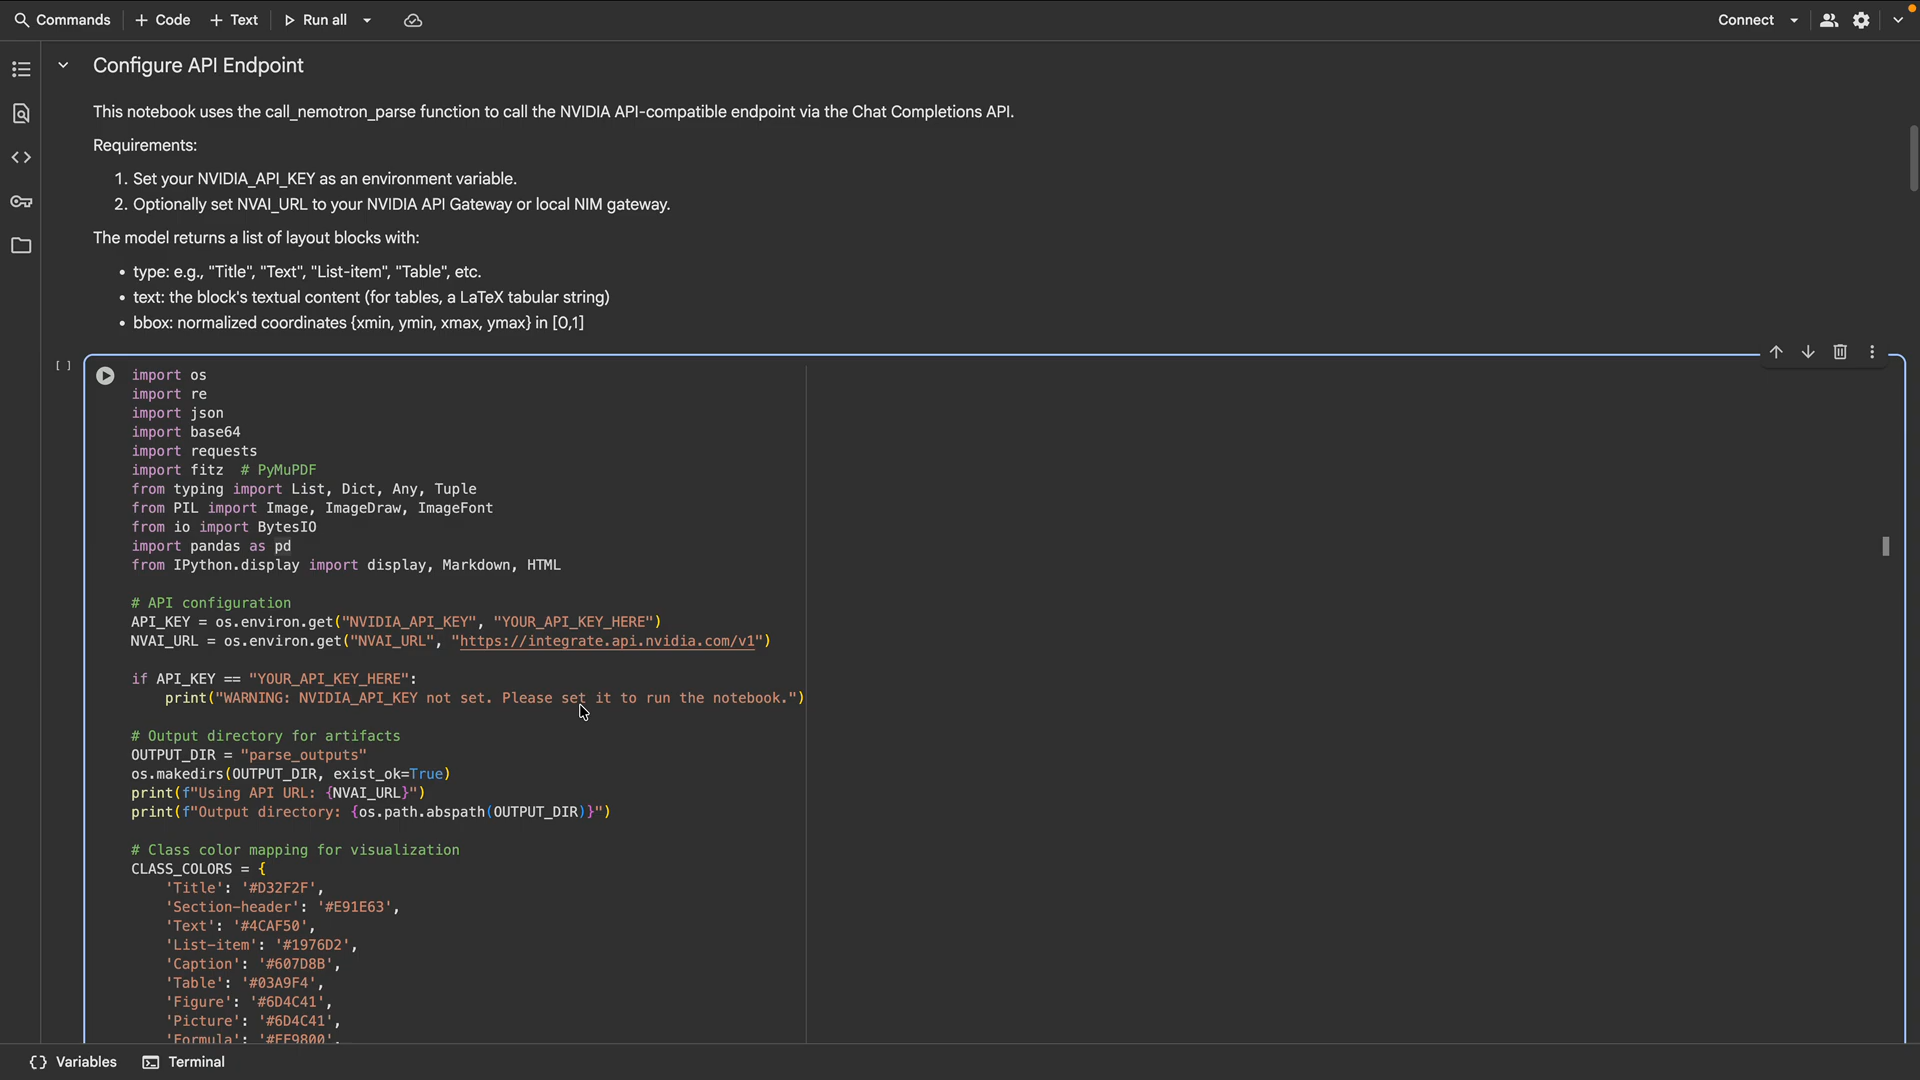 Commands + Code + Text Run all Connect
Configure API Endpoint
This notebook uses the call_nemotron_parse function to call the NVIDIA API-compatible endpoint via the Chat Completions API.
Requirements:
1. Set your NVIDIA_API_KEY as an environment variable.
2. Optionally set NVAI_URL to your NVIDIA API Gateway or local NIM gateway.
The model returns a list of layout blocks with:
• type: e.g., "Title", "Text", "List-item", "Table", etc.
• text: the block's textual content (for tables, a LaTeX tabular string)
• bbox: normalized coordinates {xmin, ymin, xmax, ymax} in [0,1]
[ ]
import os
import re
import json
import base64
import requests
import fitz  # PyMuPDF
from typing import List, Dict, Any, Tuple
from PIL import Image, ImageDraw, ImageFont
from io import BytesIO
import pandas as pd
from IPython.display import display, Markdown, HTML
# API configuration
API_KEY = os.environ.get("NVIDIA_API_KEY", "YOUR_API_KEY_HERE")
NVAI_URL = os.environ.get("NVAI_URL", "https://integrate.api.nvidia.com/v1")
if API_KEY == "YOUR_API_KEY_HERE":
    print("WARNING: NVIDIA_API_KEY not set. Please set it to run the notebook.")
# Output directory for artifacts
OUTPUT_DIR = "parse_outputs"
os.makedirs(OUTPUT_DIR, exist_ok=True)
print(f"Using API URL: {NVAI_URL}")
print(f"Output directory: {os.path.abspath(OUTPUT_DIR)}")
# Class color mapping for visualization
CLASS_COLORS = {
    'Title': '#D32F2F',
    'Section-header': '#E91E63',
    'Text': '#4CAF50',
    'List-item': '#1976D2',
    'Caption': '#607D8B',
    'Table': '#03A9F4',
    'Figure': '#6D4C41',
    'Picture': '#6D4C41',
    'Formula': '#FF9800',
{} Variables Terminal